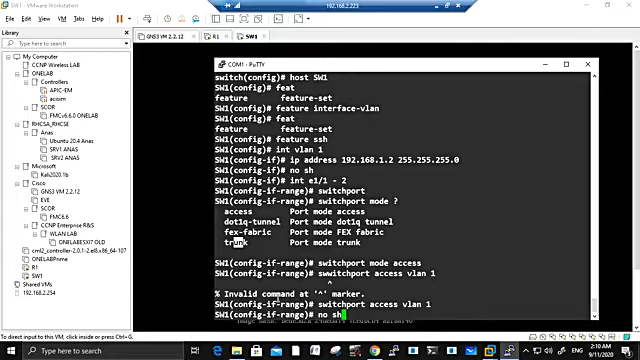 SW1 - VMware Workstation
192.168.2.223
File Edit View VM Tabs Help
Library
Type here to search
My Computer
CCNP Wireless LAB
ONELAB
Controllers
APIC-EM
acisim
SCOR
FMCv6.6.0 ONELAB
RHCSA_RHCSE
Anas
Ubuntu 20.4 Anas
SRV1 ANAS
SRV2 ANAS
Microsoft
Kali2020.1b
Cisco
GNS3 VM 2.2.12
EVE
SCOR
FMC6.6
CCNP Enterprise R&S
WLAN LAB
ONELABESXI7 OLD
cml2_controller-2.0.1-2.el8.x86_64
R1
SW1
Shared VMs
192.168.2.254
GNS3 VM 2.2.12
R1
SW1
COM1 - PuTTY
switch(config)# host SW1
SW1(config)# feat
feature feature-set
SW1(config)# feature interface-vlan
SW1(config)# feat
feature feature-set
SW1(config)# feature ssh
SW1(config)# int vlan 1
SW1(config-if)# ip address 192.168.1.2 255.255.255.0
SW1(config-if)# no sh
SW1(config-if)# int e1/1 - 2
SW1(config-if-range)# switchport
SW1(config-if-range)# switchport mode ?
access Port mode access
dot1q-tunnel Port mode dot1q tunnel
fex-fabric Port mode FEX fabric
trunk Port mode trunk
SW1(config-if-range)# switchport mode access
SW1(config-if-range)# swwitchport access vlan 1
^
% Invalid command at '^' marker.
SW1(config-if-range)# switchport access vlan 1
SW1(config-if-range)# no sh
To direct input to this VM, click inside or press Ctrl+G.
2:10 AM
9/11/2020